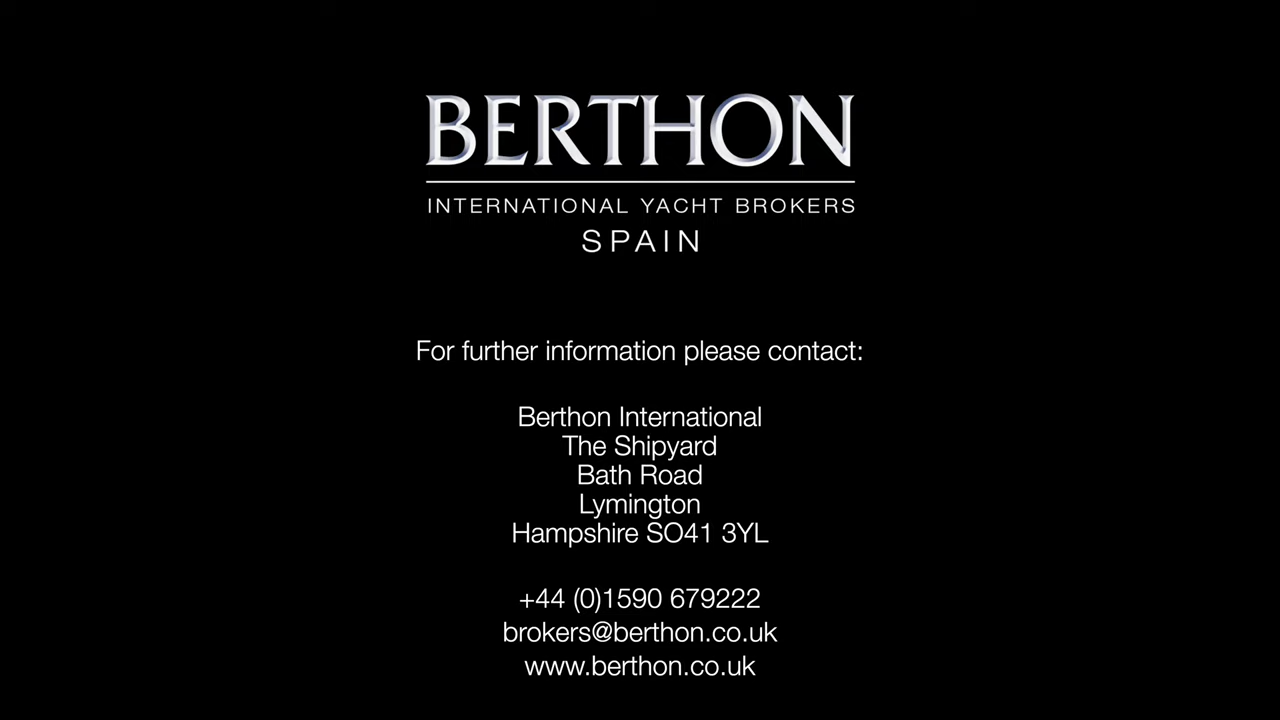 BERTHON
INTERNATIONAL YACHT BROKERS
SPAIN
For further information please contact:
Berthon International
The Shipyard
Bath Road
Lymington
Hampshire SO41 3YL
+44 (0)1590 679222
brokers@berthon.co.uk
www.berthon.co.uk